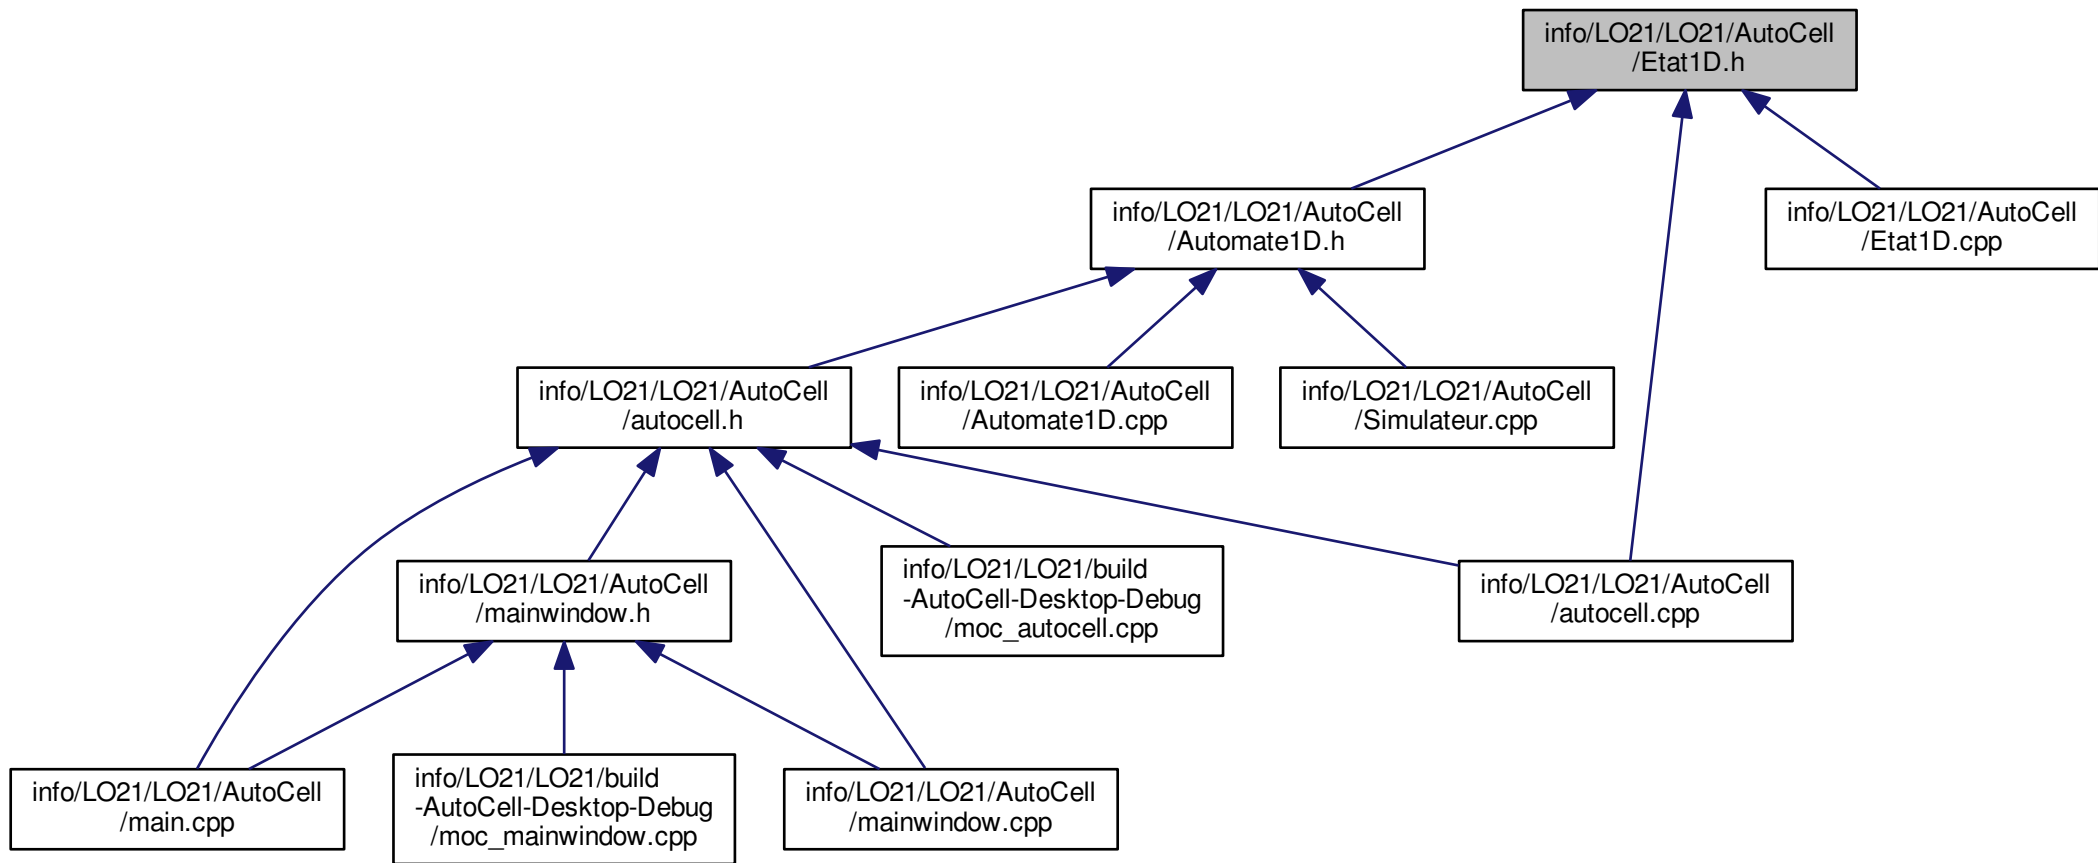 info/LO21/LO21/AutoCell
/Etat1D.h
info/LO21/LO21/AutoCell
/Automate1D.h
info/LO21/LO21/AutoCell
/Etat1D.cpp
info/LO21/LO21/AutoCell
/autocell.h
info/LO21/LO21/AutoCell
/Automate1D.cpp
info/LO21/LO21/AutoCell
/Simulateur.cpp
info/LO21/LO21/AutoCell
/mainwindow.h
info/LO21/LO21/build
-AutoCell-Desktop-Debug
/moc_autocell.cpp
info/LO21/LO21/AutoCell
/autocell.cpp
info/LO21/LO21/AutoCell
/main.cpp
info/LO21/LO21/build
-AutoCell-Desktop-Debug
/moc_mainwindow.cpp
info/LO21/LO21/AutoCell
/mainwindow.cpp